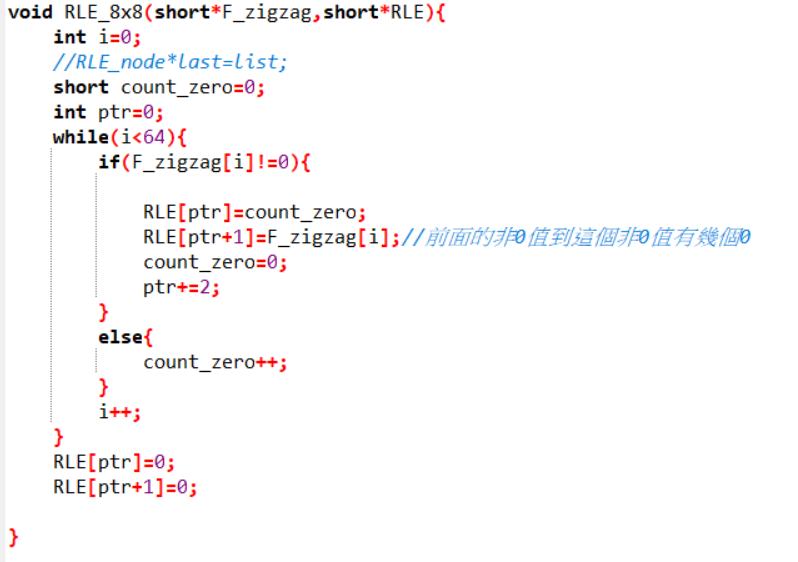 void RLE_8x8(short*F_zigzag,short*RLE){
    int i=0;
    //RLE_node*last=list;
    short count_zero=0;
    int ptr=0;
    while(i<64){
        if(F_zigzag[i]!=0){

            RLE[ptr]=count_zero;
            RLE[ptr+1]=F_zigzag[i];//前面的非0值到這個非0值有幾個0
            count_zero=0;
            ptr+=2;
        }
        else{
            count_zero++;
        }
        i++;
    }
    RLE[ptr]=0;
    RLE[ptr+1]=0;

}